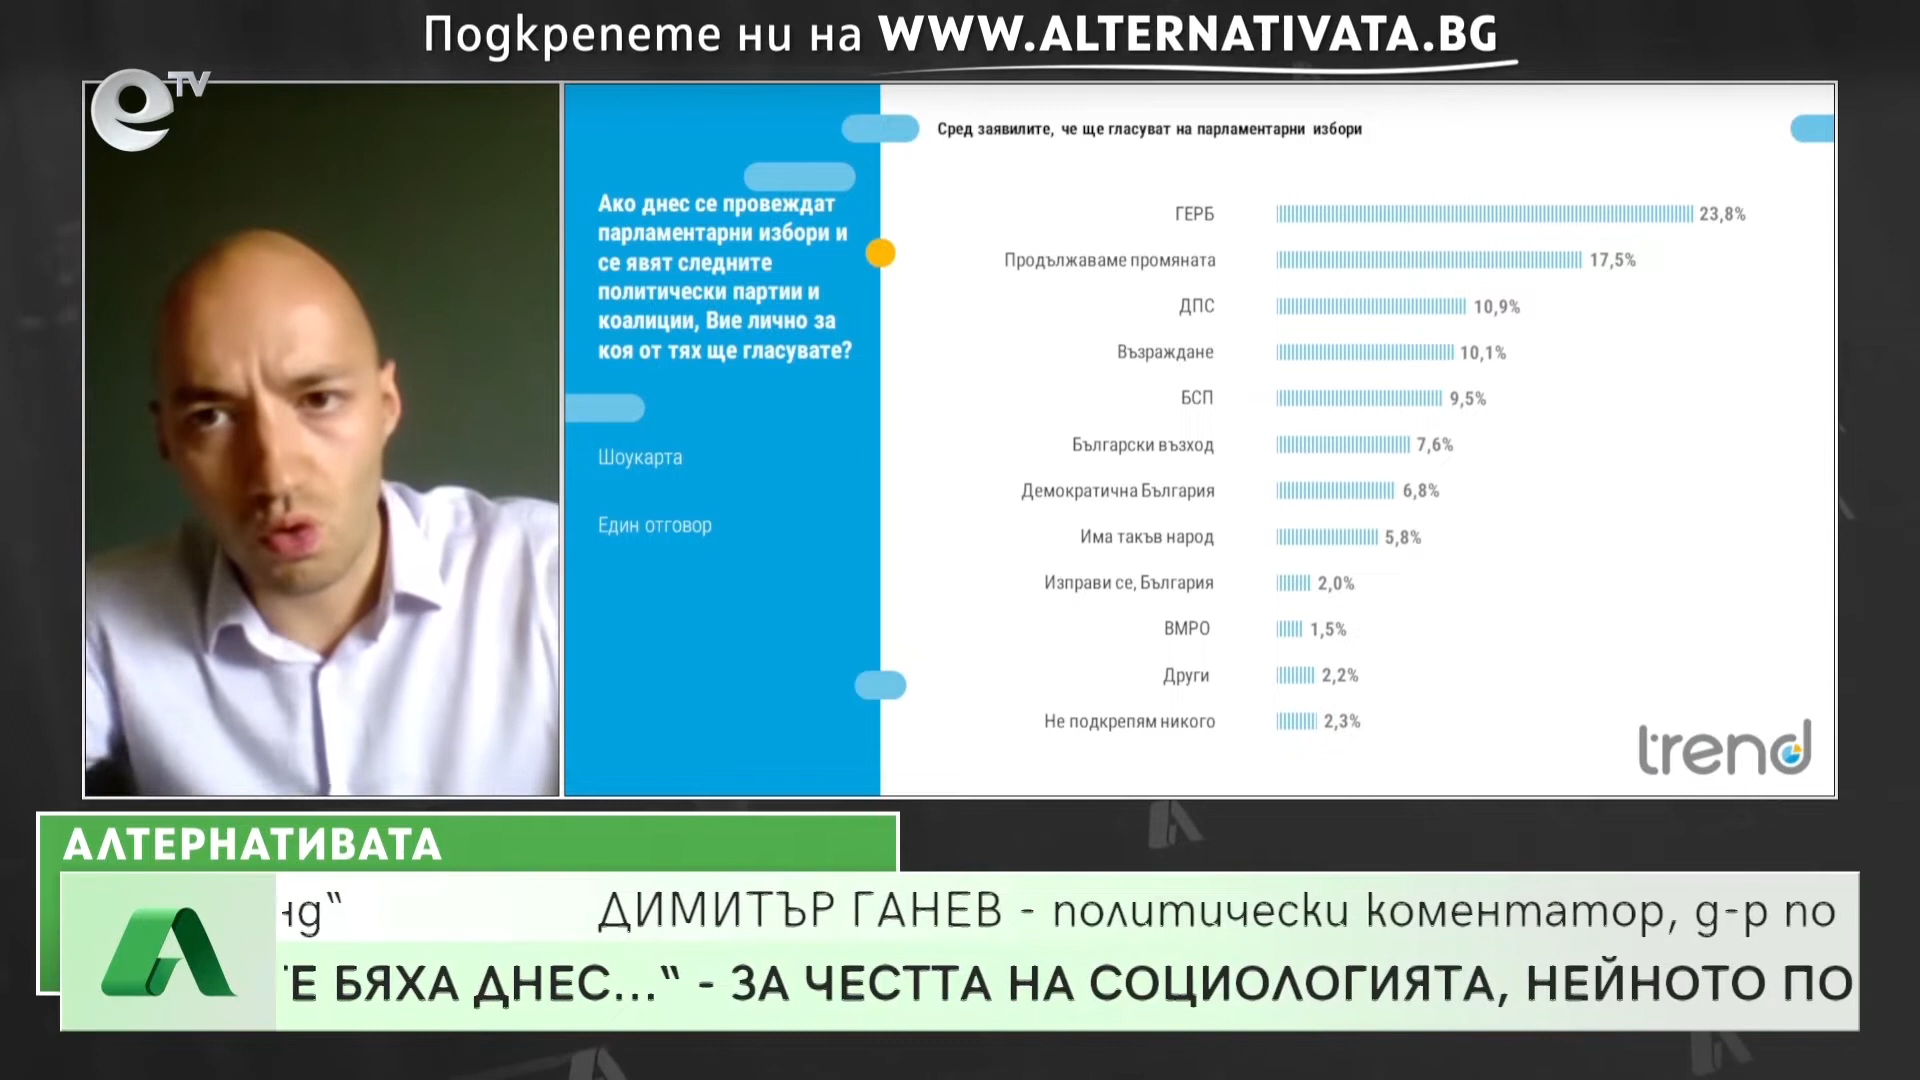 Подкрепете ни на WWW.ALTERNATIVATA.BG
eTV
Сред заявилите, че ще гласуват на парламентарни избори
Ако днес се провеждат
парламентарни избори и
се явят следните
политически партии и
коалиции, Вие лично за
коя от тях ще гласувате?
Шоукарта
Един отговор
ГЕРБ 23,8%
Продължаваме промяната 17,5%
ДПС 10,9%
Възраждане 10,1%
БСП 9,5%
Български възход 7,6%
Демократична България 6,8%
Има такъв народ 5,8%
Изправи се, България 2,0%
ВМРО 1,5%
Други 2,2%
Не подкрепям никого 2,3%
trend
АЛТЕРНАТИВАТА
нд“ ДИМИТЪР ГАНЕВ - политически коментатор, д-р по
ТЕ БЯХА ДНЕС...“ - ЗА ЧЕСТТА НА СОЦИОЛОГИЯТА, НЕЙНОТО ПО